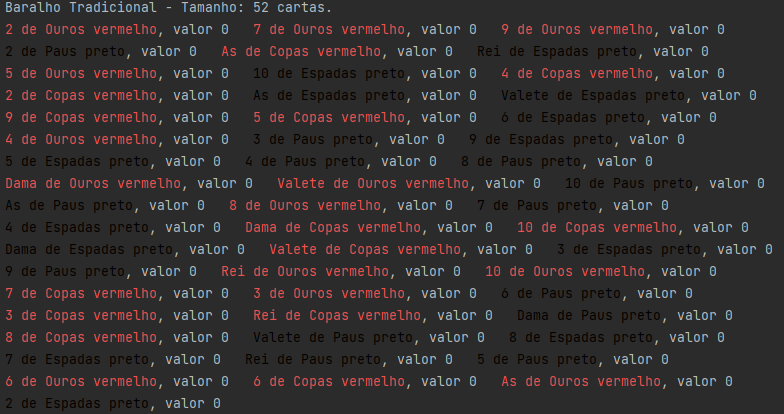 Baralho Tradicional - Tamanho: 52 cartas.
2 de Ouros vermelho, valor 0   7 de Ouros vermelho, valor 0   9 de Ouros vermelho, valor 0
2 de Paus preto, valor 0   As de Copas vermelho, valor 0   Rei de Espadas preto, valor 0
5 de Ouros vermelho, valor 0   10 de Espadas preto, valor 0   4 de Copas vermelho, valor 0
2 de Copas vermelho, valor 0   As de Espadas preto, valor 0   Valete de Espadas preto, valor 0
9 de Copas vermelho, valor 0   5 de Copas vermelho, valor 0   6 de Espadas preto, valor 0
4 de Ouros vermelho, valor 0   3 de Paus preto, valor 0   9 de Espadas preto, valor 0
5 de Espadas preto, valor 0   4 de Paus preto, valor 0   8 de Paus preto, valor 0
Dama de Ouros vermelho, valor 0   Valete de Ouros vermelho, valor 0   10 de Paus preto, valor 0
As de Paus preto, valor 0   8 de Ouros vermelho, valor 0   7 de Paus preto, valor 0
4 de Espadas preto, valor 0   Dama de Copas vermelho, valor 0   10 de Copas vermelho, valor 0
Dama de Espadas preto, valor 0   Valete de Copas vermelho, valor 0   3 de Espadas preto, valor 0
9 de Paus preto, valor 0   Rei de Ouros vermelho, valor 0   10 de Ouros vermelho, valor 0
7 de Copas vermelho, valor 0   3 de Ouros vermelho, valor 0   6 de Paus preto, valor 0
3 de Copas vermelho, valor 0   Rei de Copas vermelho, valor 0   Dama de Paus preto, valor 0
8 de Copas vermelho, valor 0   Valete de Paus preto, valor 0   8 de Espadas preto, valor 0
7 de Espadas preto, valor 0   Rei de Paus preto, valor 0   5 de Paus preto, valor 0
6 de Ouros vermelho, valor 0   6 de Copas vermelho, valor 0   As de Ouros vermelho, valor 0
2 de Espadas preto, valor 0